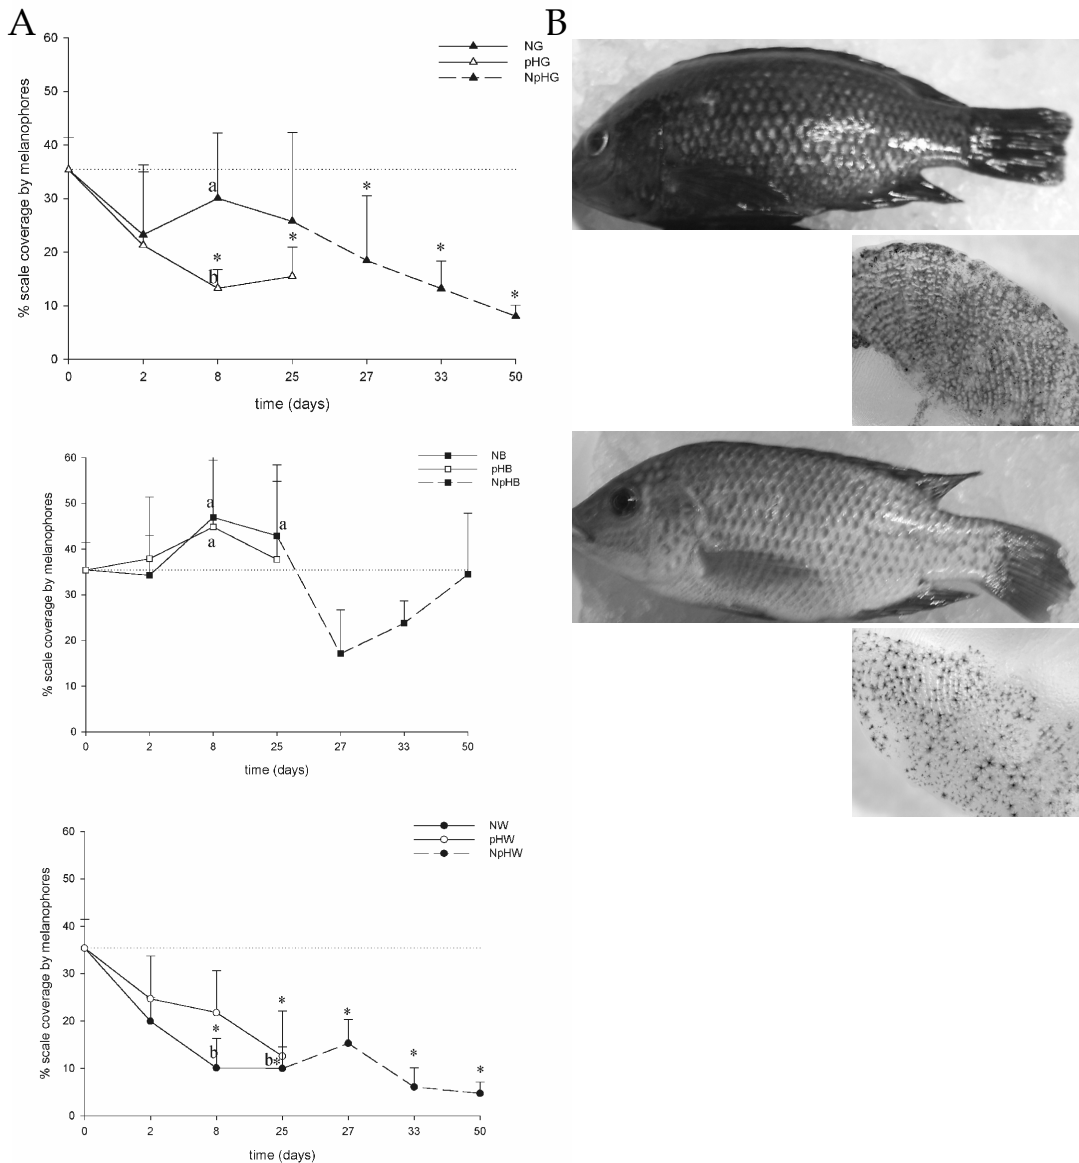 A
B
60
50
40
30
20
10
0
% scale coverage by melanophores
NG
pHG
NpHG
a
b
*
*
*
*
*
0 2 8 25 27 33 50
time (days)
60
50
40
30
20
10
0
% scale coverage by melanophores
NB
pHB
NpHB
a
a
a
0 2 8 25 27 33 50
time (days)
60
50
40
30
20
10
0
% scale coverage by melanophores
NW
pHW
NpHW
*
b
*
b*
*
*
*
0 2 8 25 27 33 50
time (days)